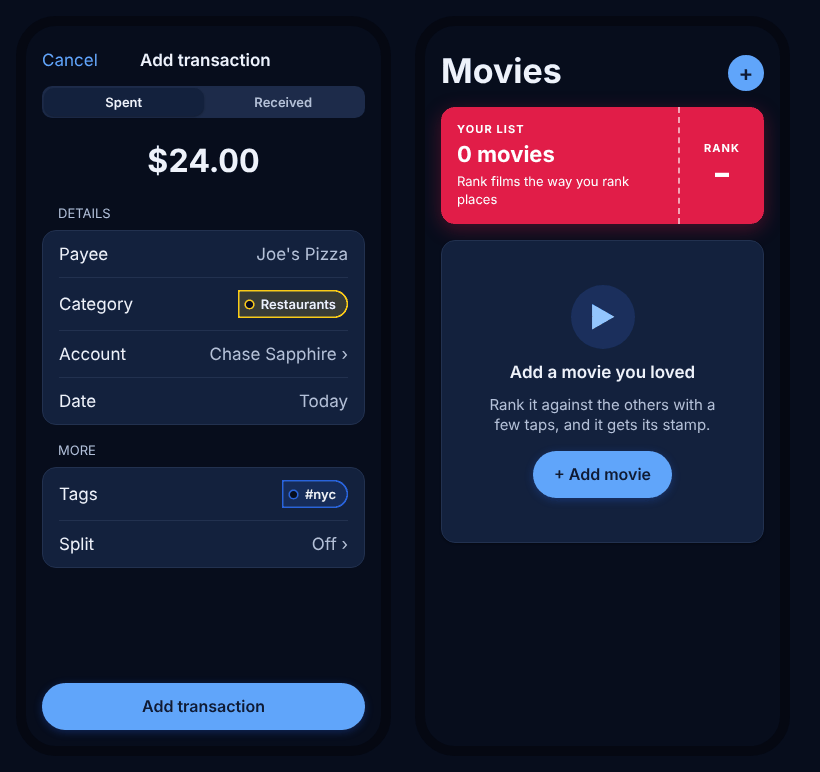 Cancel
Add transaction
Spent
Received
$24.00
DETAILS
Payee
Joe's Pizza
Category
Restaurants
Account
Chase Sapphire ›
Date
Today
MORE
Tags
#nyc
Split
Off ›
Add transaction
Movies
+
YOUR LIST
0 movies
Rank films the way you rank
places
RANK
–
Add a movie you loved
Rank it against the others with a
few taps, and it gets its stamp.
+ Add movie